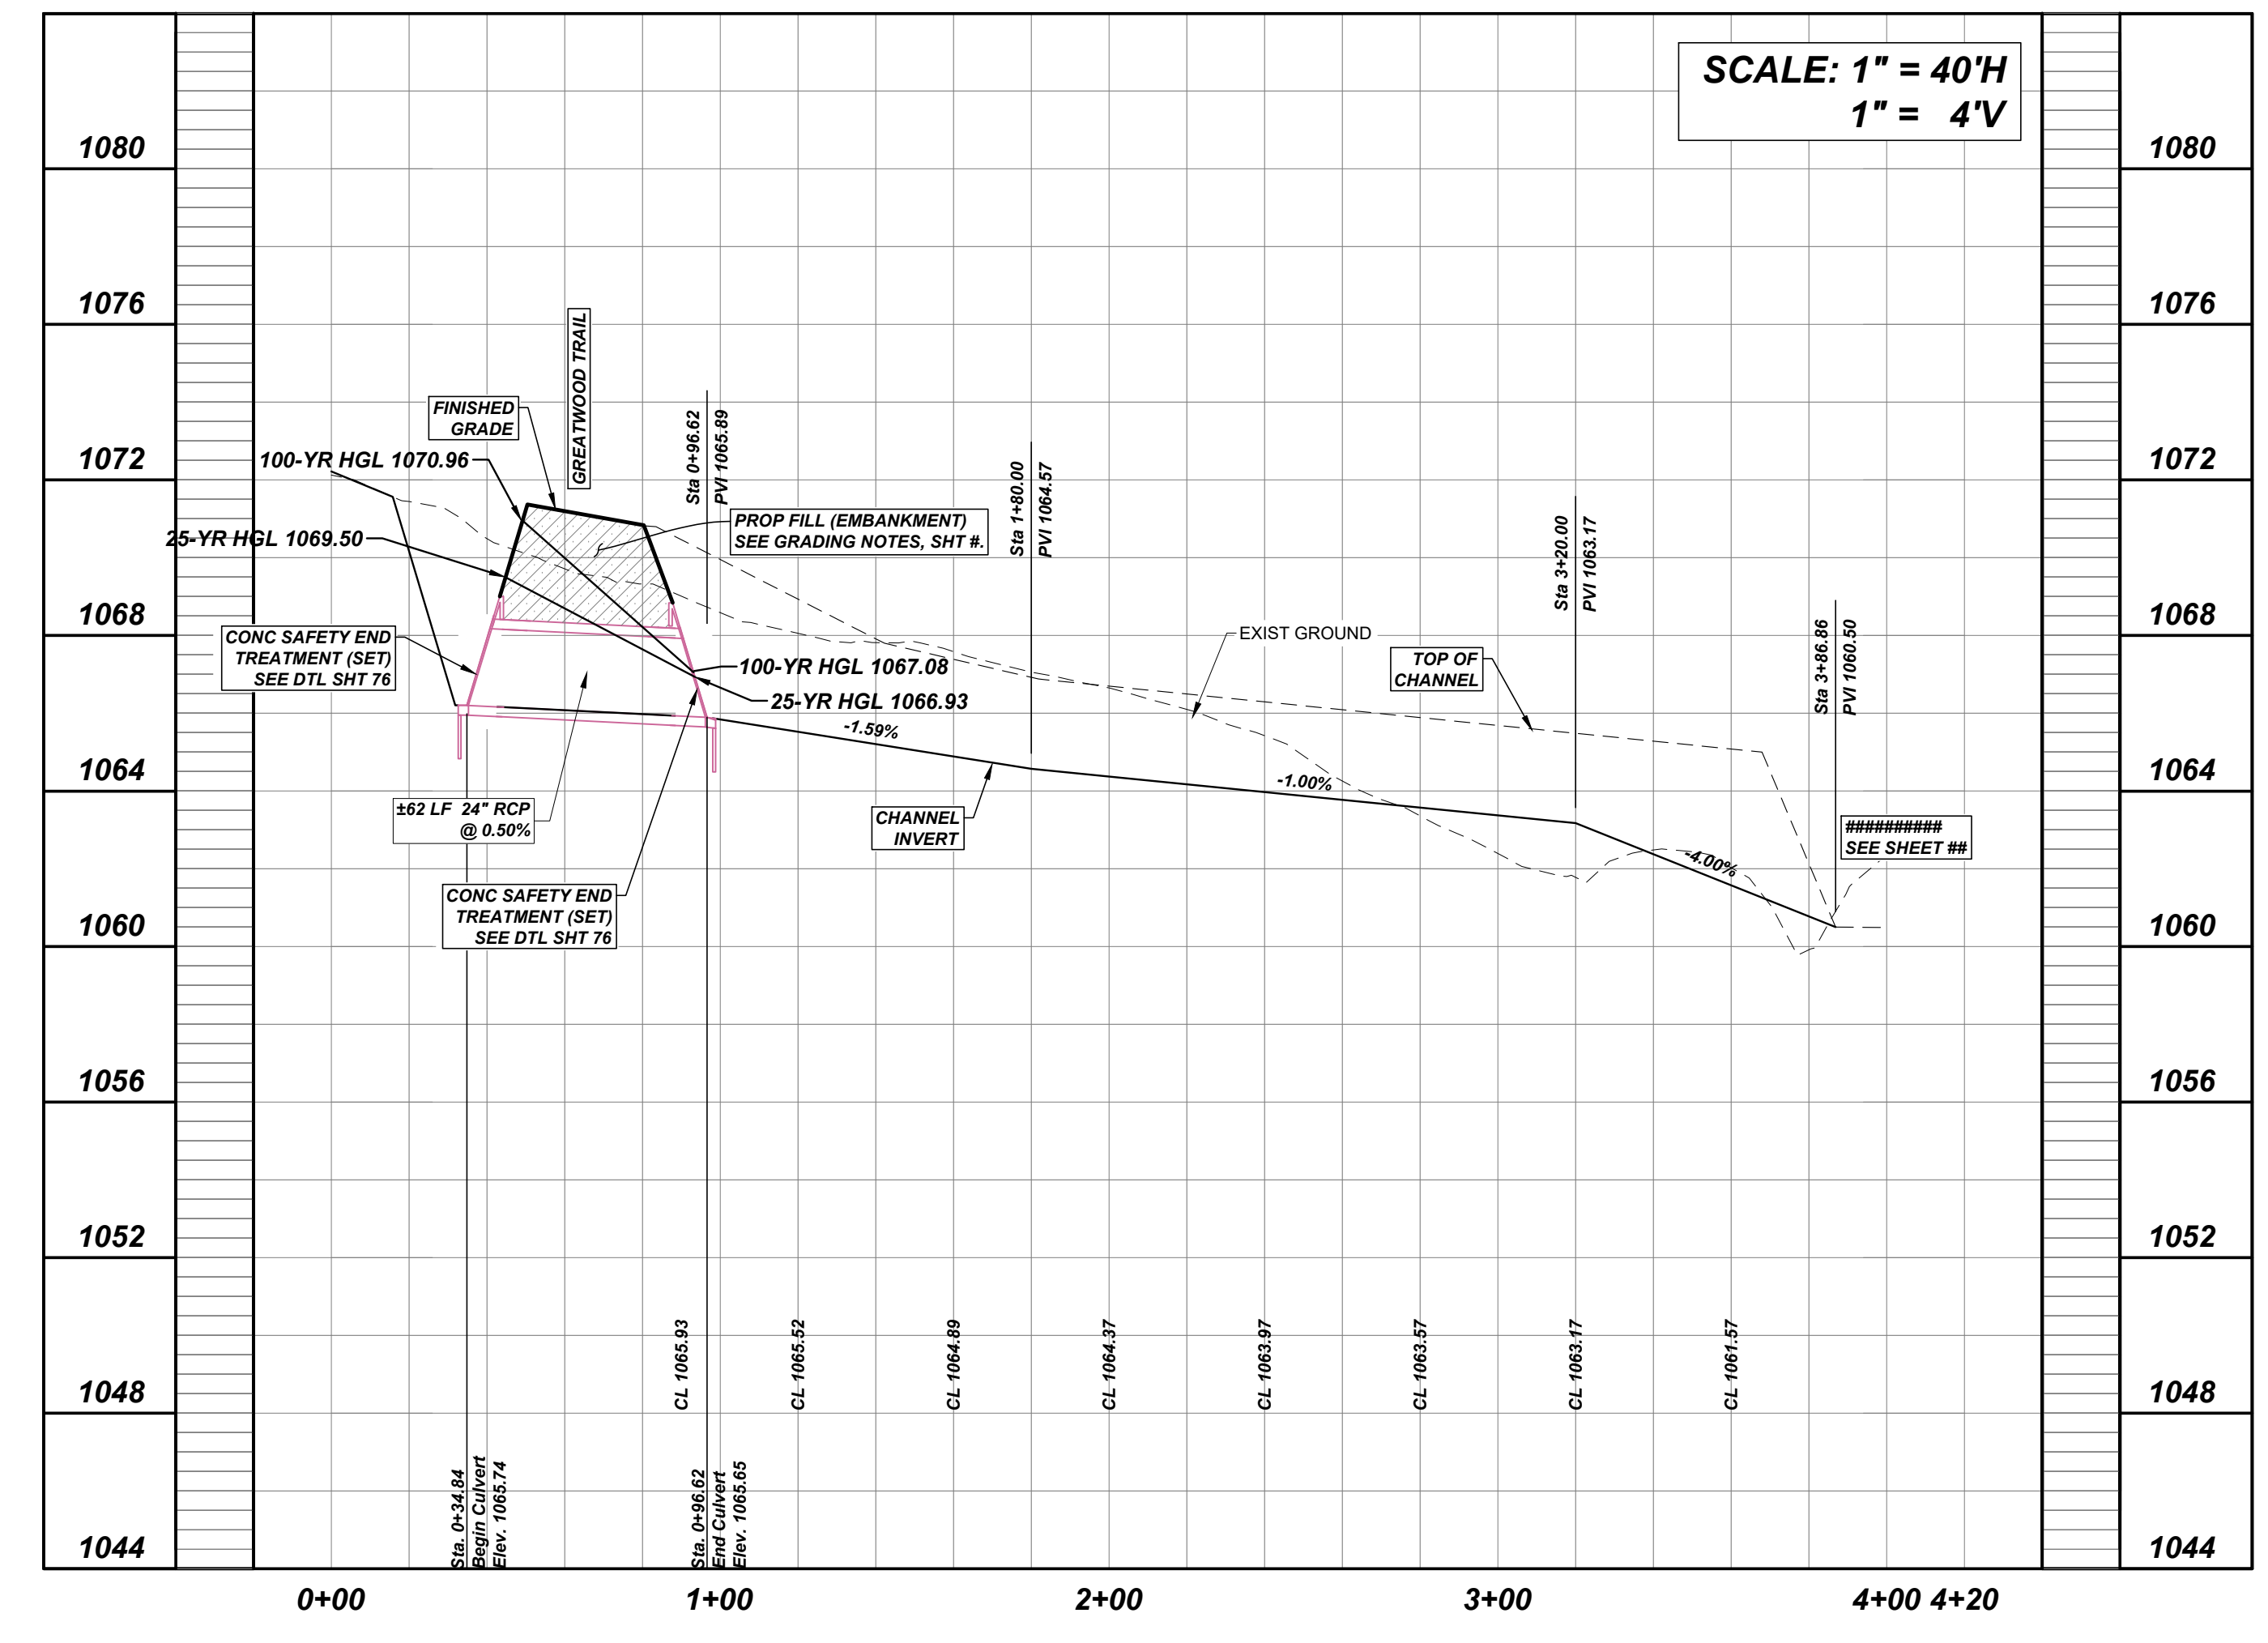 SCALE: 1" = 40'H
1" = 4'V
1080
1080
1076
1076
1072
1072
1068
1068
1064
1064
1060
1060
1056
1056
1052
1052
1048
1048
1044
1044
GREATWOOD TRAIL
FINISHED
GRADE
100-YR HGL 1070.96
25-YR HGL 1069.50
Sta 0+96.62
PVI 1065.89
PROP FILL (EMBANKMENT)
SEE GRADING NOTES, SHT #.
Sta 1+80.00
PVI 1064.57
Sta 3+20.00
PVI 1063.17
Sta 3+86.86
PVI 1060.50
CONC SAFETY END
TREATMENT (SET)
SEE DTL SHT 76
EXIST GROUND
TOP OF
CHANNEL
100-YR HGL 1067.08
25-YR HGL 1066.93
-1.59%
-1.00%
-4.00%
±62 LF 24" RCP
@ 0.50%
CHANNEL
INVERT
##########
SEE SHEET ##
CONC SAFETY END
TREATMENT (SET)
SEE DTL SHT 76
CL 1065.93
CL 1065.52
CL 1064.89
CL 1064.37
CL 1063.97
CL 1063.57
CL 1063.17
CL 1061.57
Sta. 0+34.84
Begin Culvert
Elev. 1065.74
Sta. 0+96.62
End Culvert
Elev. 1065.65
0+00
1+00
2+00
3+00
4+00
4+20